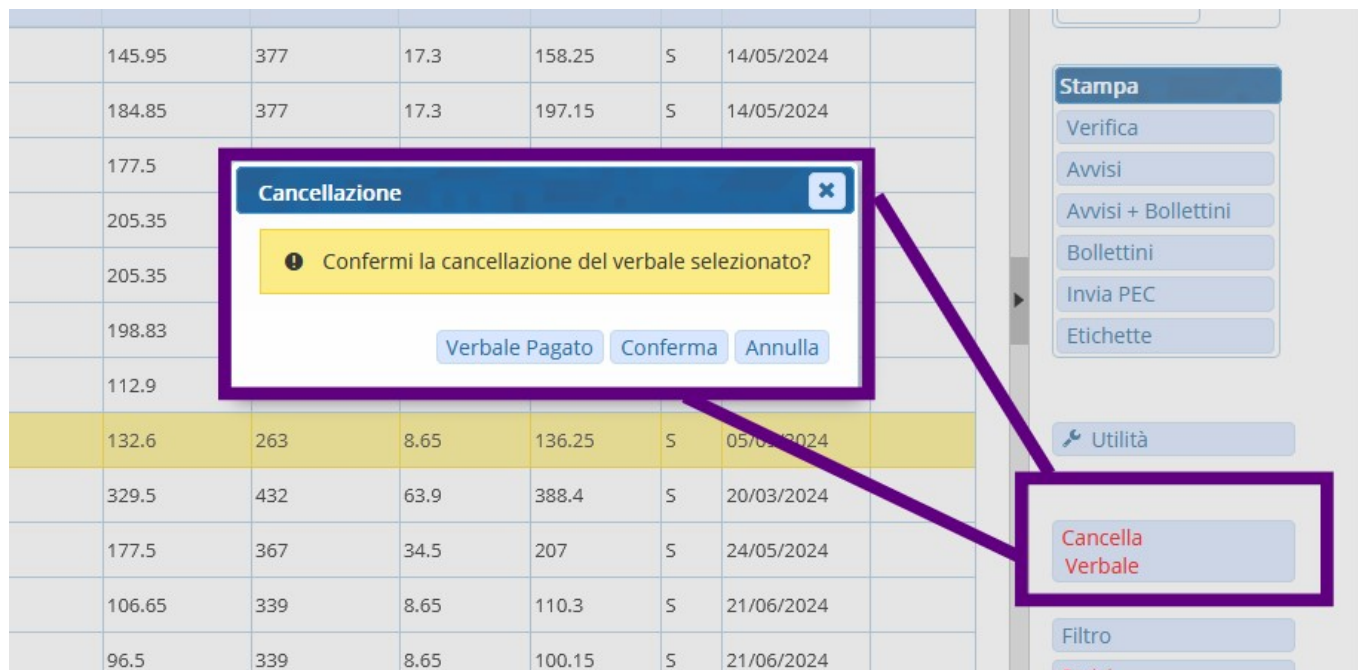 145.95 377 17.3 158.25 S 14/05/2024
184.85 377 17.3 197.15 S 14/05/2024
177.5
205.35
205.35
198.83
112.9
132.6 263 8.65 136.25 S 2024
329.5 432 63.9 388.4 S 20/03/2024
177.5 367 34.5 207 S 24/05/2024
106.65 339 8.65 110.3 S 21/06/2024
96.5 339 8.65 100.15 S 21/06/2024
Cancellazione
Confermi la cancellazione del verbale selezionato?
Verbale Pagato Conferma Annulla
Stampa
Verifica
Avvisi
Avvisi + Bollettini
Bollettini
Invia PEC
Etichette
Utilità
Cancella
Verbale
Filtro